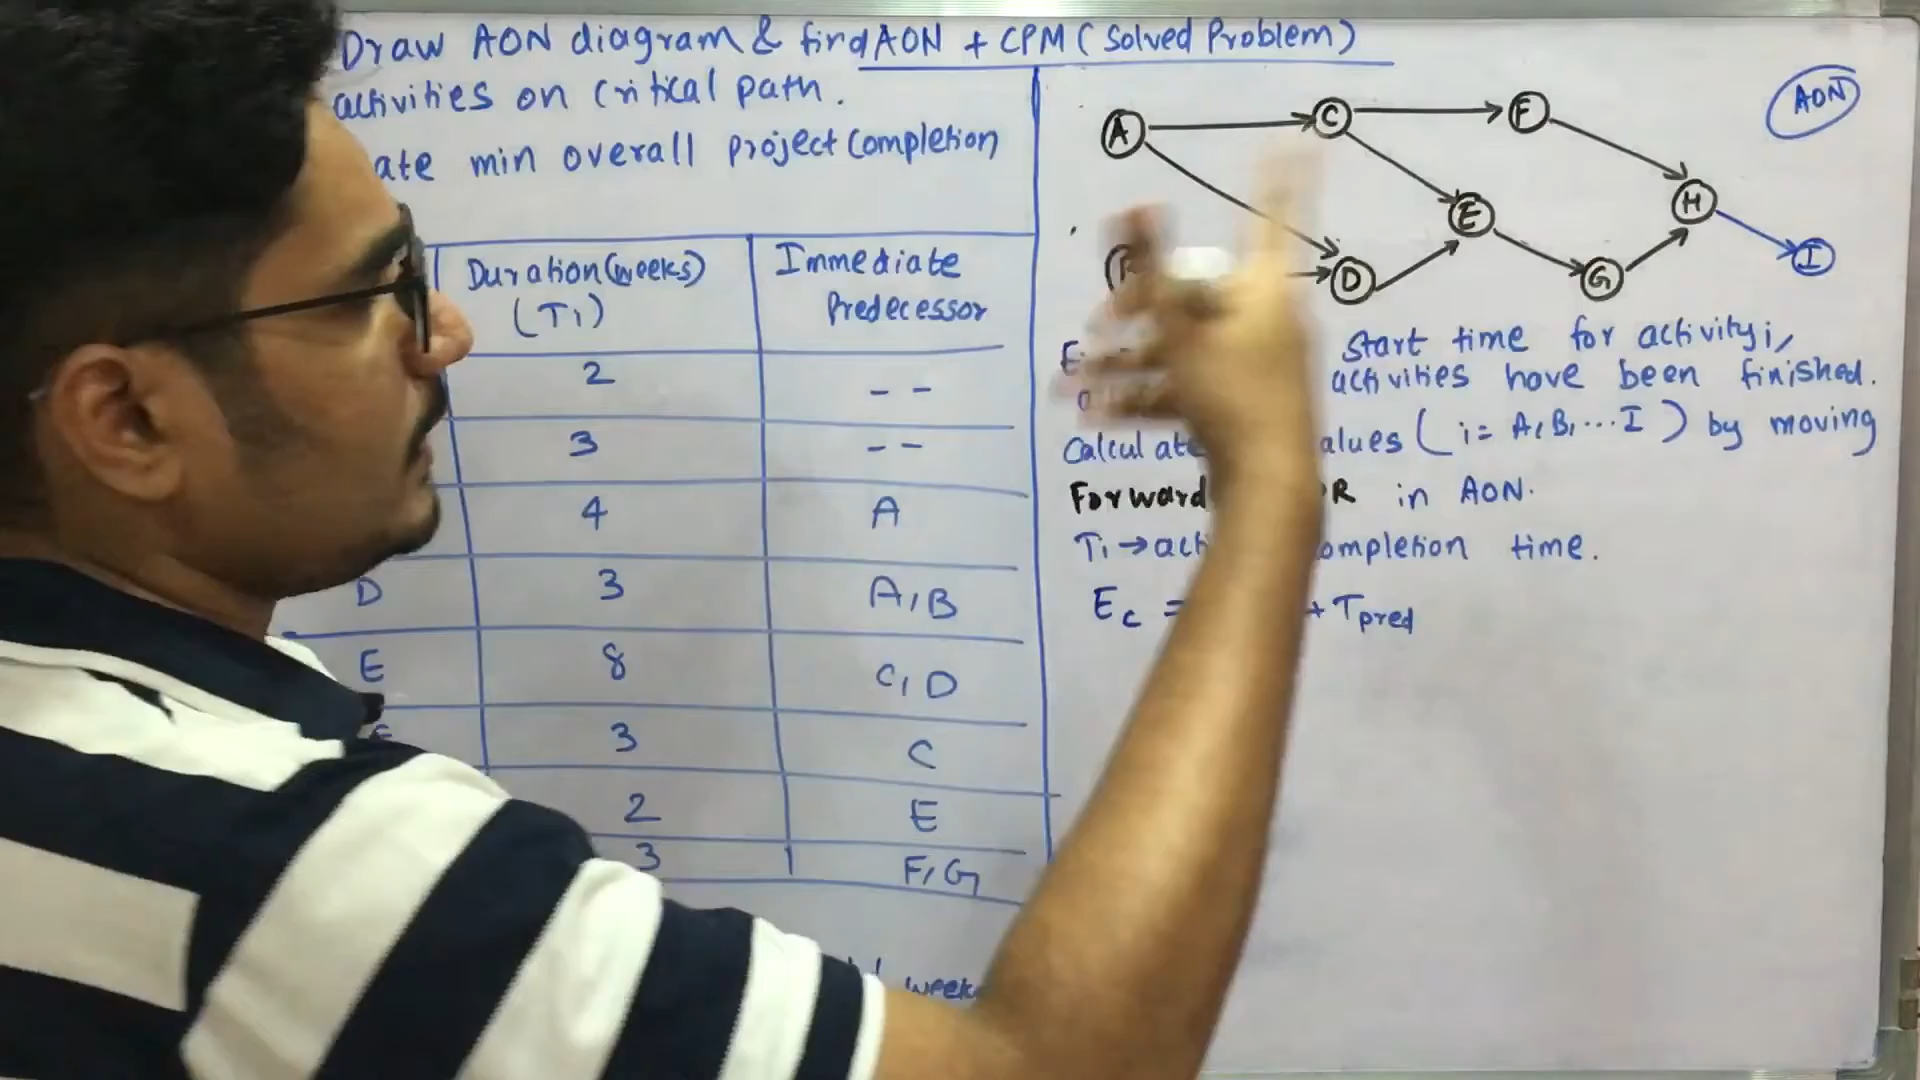 Draw AON diagram & find
activities on critical path.
ate min overall project completion
AON + CPM (Solved Problem)
Duration(weeks) Immediate
(Ti) Predecessor
2 - -
3 - -
4 A
D 3 A, B
E 8 C, D
F 3 C
2 E
3 F, G
week
AON
A C F
E H
D G I
start time for activity i,
activities have been finished.
Calculate alues ( i = A, B, ... I ) by moving
Forward R in AON.
Ti → act ompletion time.
Ec = + Tpred